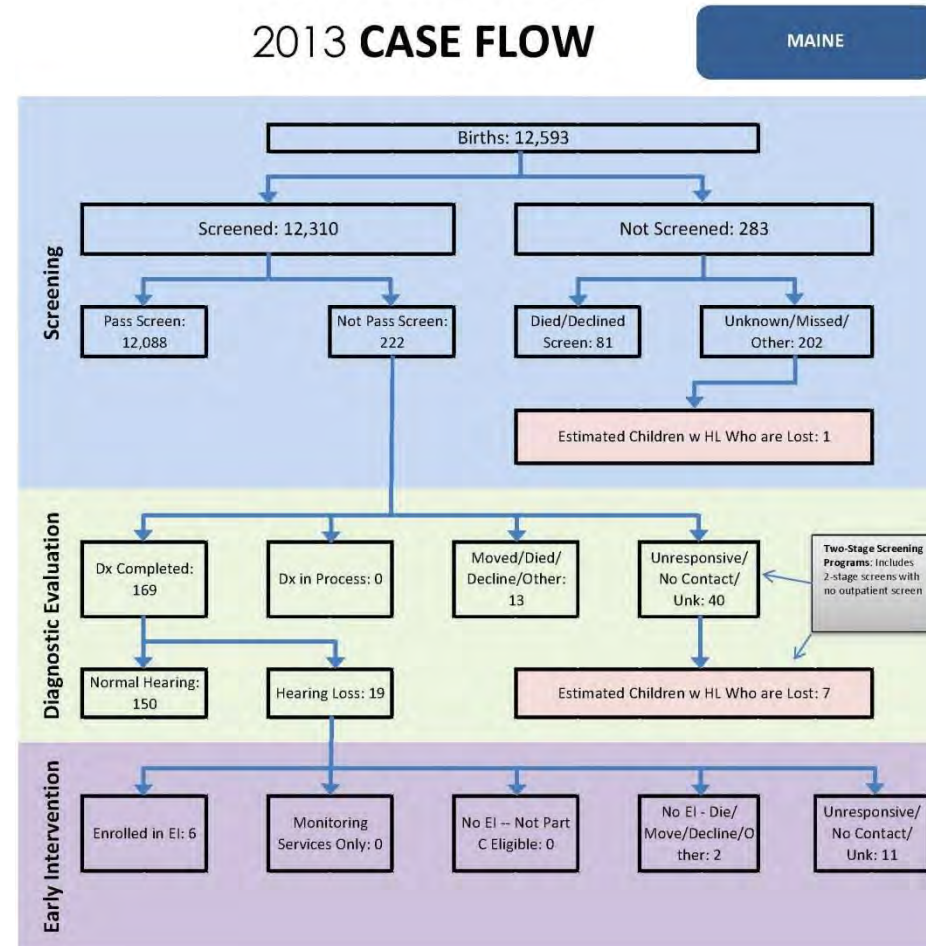 2013 CASE FLOW
MAINE
Screening
Births: 12,593
Screened: 12,310
Not Screened: 283
Pass Screen:
12,088
Not Pass Screen:
222
Died/Declined
Screen: 81
Unknown/Missed/
Other: 202
Estimated Children w HL Who are Lost: 1
Diagnostic Evaluation
Dx Completed:
169
Dx in Process: 0
Moved/Died/
Decline/Other:
13
Unresponsive/
No Contact/
Unk: 40
Two-Stage Screening
Programs: Includes
2-stage screens with
no outpatient screen
Normal Hearing:
150
Hearing Loss: 19
Estimated Children w HL Who are Lost: 7
Early Intervention
Enrolled in EI: 6
Monitoring
Services Only: 0
No EI -- Not Part
C Eligible: 0
No EI - Die/
Move/Decline/O
ther: 2
Unresponsive/
No Contact/
Unk: 11